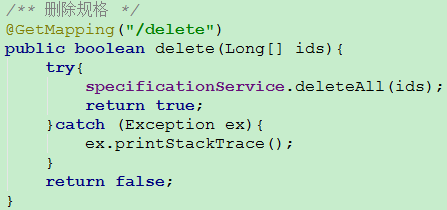 /** 删除规格 */
@GetMapping("/delete")
public boolean delete(Long[] ids){
    try{
        specificationService.deleteAll(ids);
        return true;
    }catch (Exception ex){
        ex.printStackTrace();
    }
    return false;
}